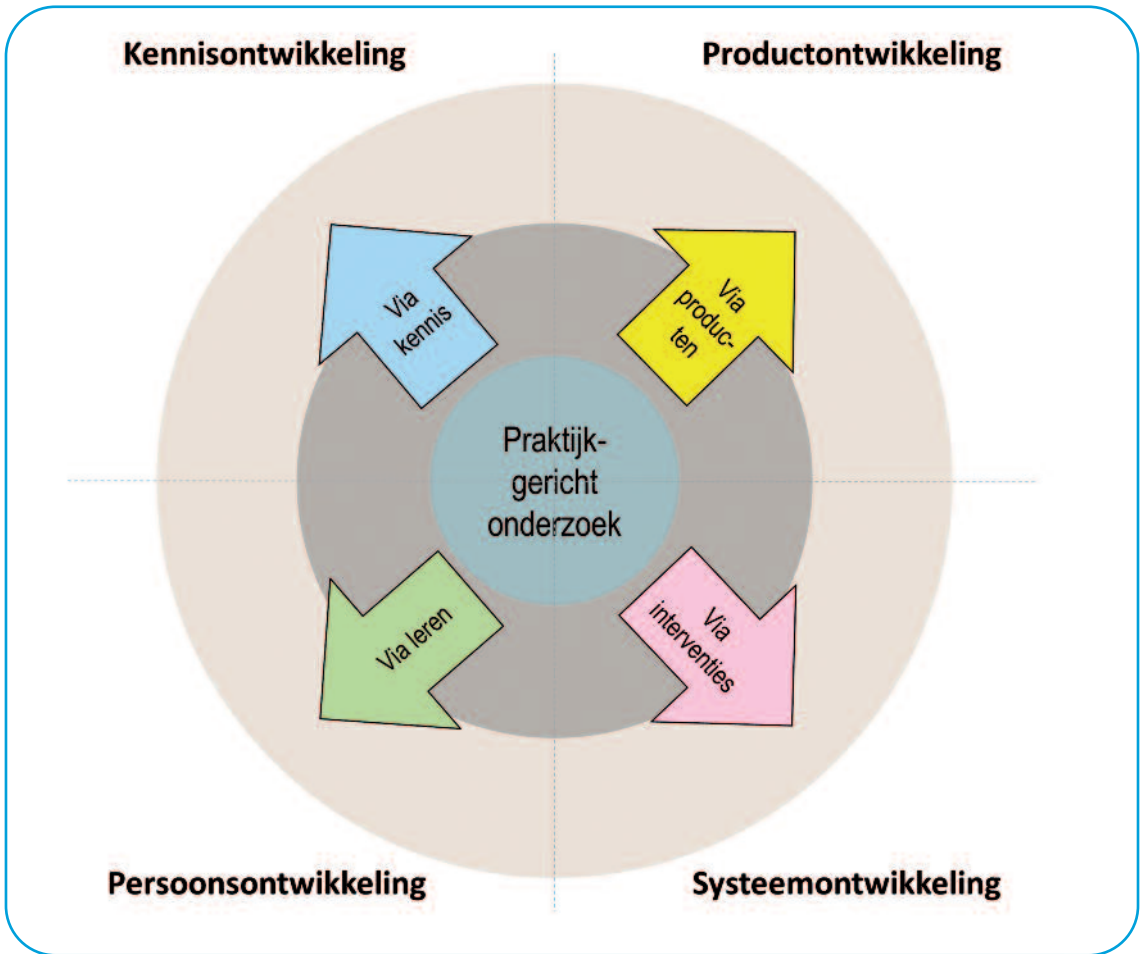 Kennisontwikkeling
Productontwikkeling
Via
kennis
Via
produc-
ten
Praktijk-
gericht
onderzoek
Via leren
Via
interventies
Persoonsontwikkeling
Systeemontwikkeling